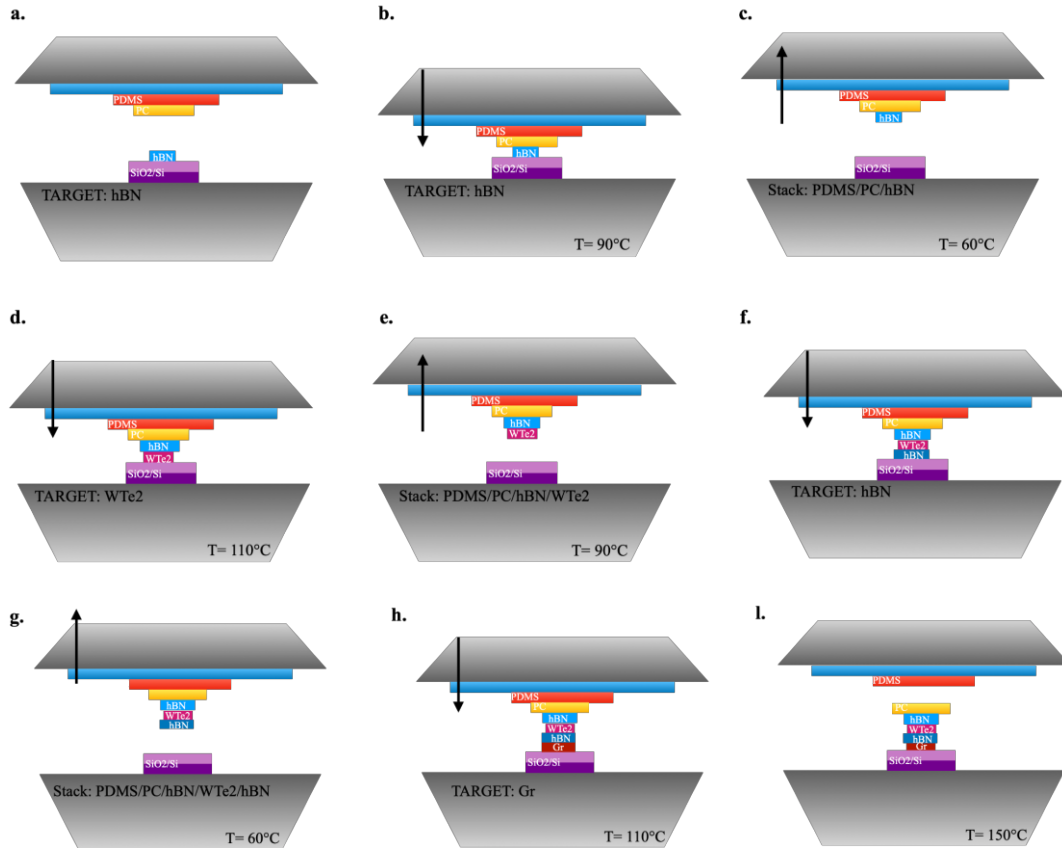 a.
PDMS
PC
hBN
SiO2/Si
TARGET: hBN
b.
PDMS
PC
hBN
SiO2/Si
TARGET: hBN
T= 90°C
c.
PDMS
PC
hBN
SiO2/Si
Stack: PDMS/PC/hBN
T= 60°C
d.
PDMS
PC
hBN
WTe2
SiO2/Si
TARGET: WTe2
T= 110°C
e.
PDMS
PC
hBN
WTe2
SiO2/Si
Stack: PDMS/PC/hBN/WTe2
T= 90°C
f.
PDMS
PC
hBN
WTe2
hBN
SiO2/Si
TARGET: hBN
g.
hBN
WTe2
hBN
SiO2/Si
Stack: PDMS/PC/hBN/WTe2/hBN
T= 60°C
h.
PDMS
PC
hBN
WTe2
hBN
Gr
SiO2/Si
TARGET: Gr
T= 110°C
l.
PDMS
PC
hBN
WTe2
hBN
Gr
SiO2/Si
T= 150°C